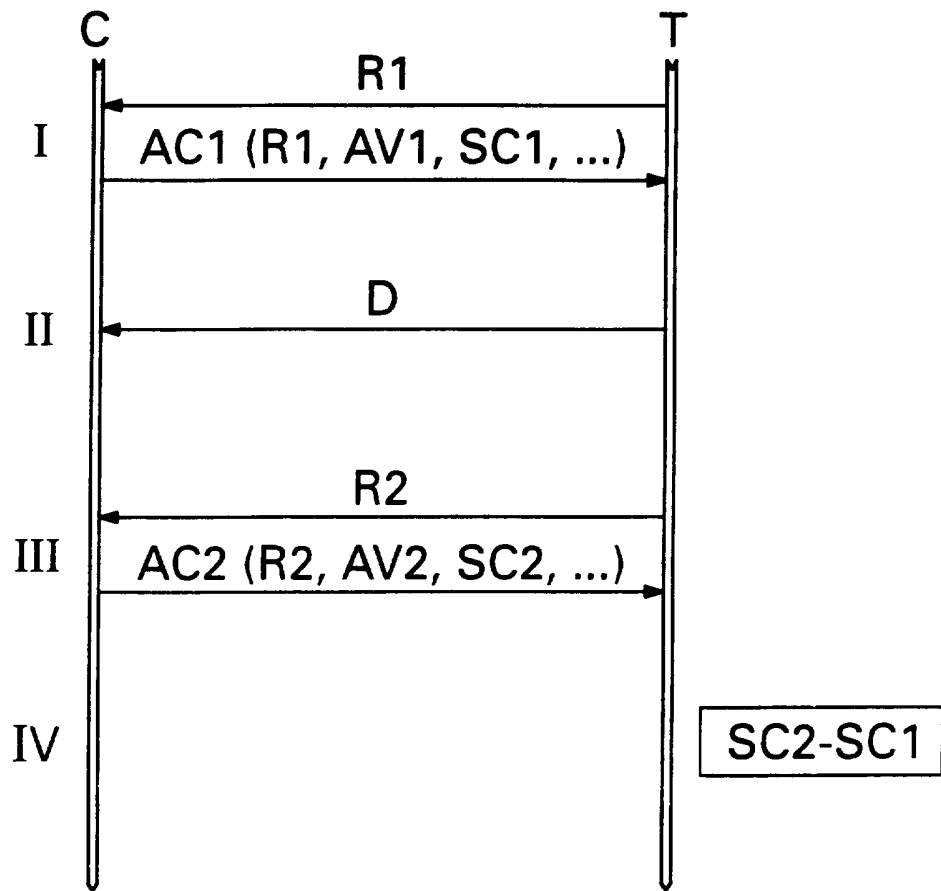 C
T
R1
I
AC1 (R1, AV1, SC1, ...)
D
II
R2
III
AC2 (R2, AV2, SC2, ...)
IV
SC2-SC1